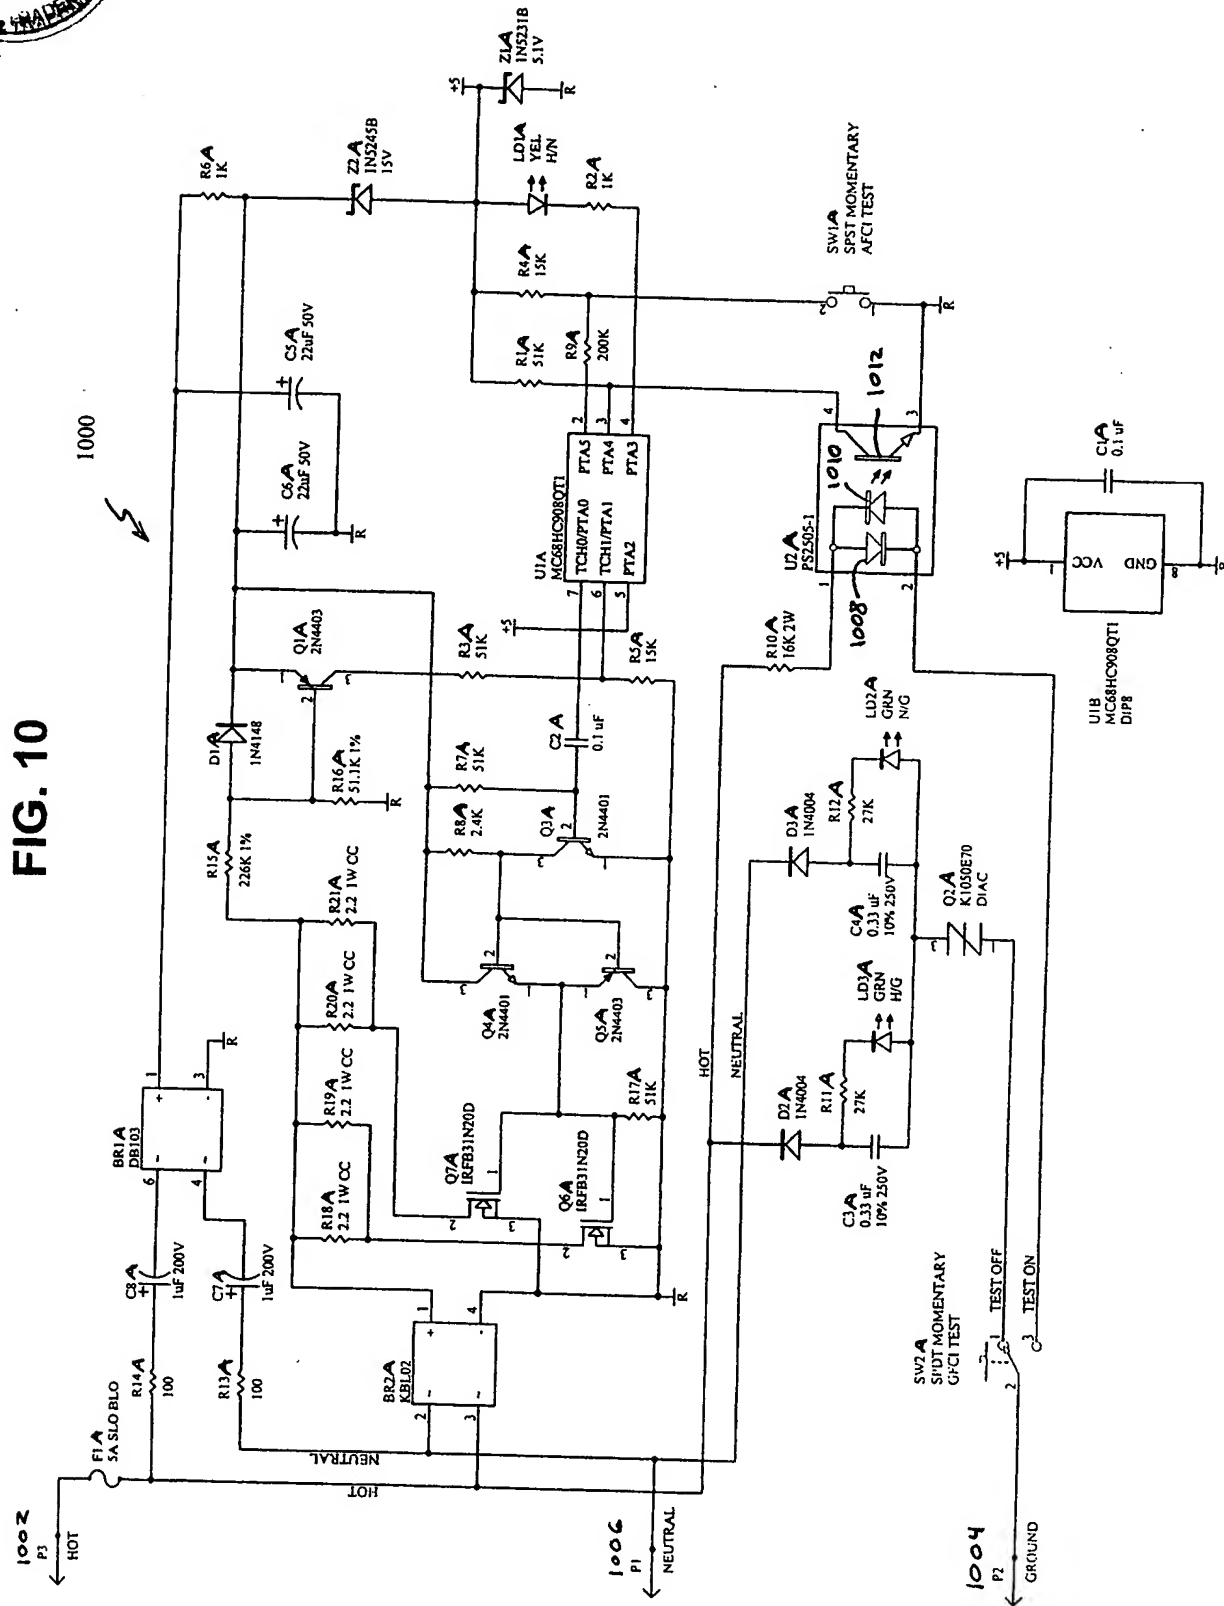 TRADEM
FIG. 10
1000
1002
P3
HOT
F1A
5A SLO BLO
R14A
100
R13A
100
C8A
1uF 200V
C7A
1uF 200V
BR1A
DB103
R6A
1K
Z2A
1N5245B
15V
+5
Z1A
1N5231B
5.1V
R
LD1A
YEL
H/N
R2A
1K
R4A
15K
R1A
51K
R9A
200K
C5A
22uF 50V
C6A
22uF 50V
R
D1A
1N4148
Q1A
2N4403
R16A
51.1K 1%
R
R15A
226K 1%
R21A
2.2 1W CC
R20A
2.2 1W CC
R19A
2.2 1W CC
R18A
2.2 1W CC
R3A
51K
R5A
15K
R7A
51K
R8A
2.4K
C2A
0.1 uF
Q3A
2N4401
Q4A
2N4401
Q5A
2N4403
Q7A
IRFB31N20D
Q6A
IRFB31N20D
R17A
51K
BR2A
KBL02
R
U1A
MC68HC908QT1
TCH0/PTA0
TCH1/PTA1
PTA2
PTA5
PTA4
PTA3
+5
SW1A
SPST MOMENTARY
AFCI TEST
R
U2A
PS2505-1
1010
1012
1008
R10A
16K 2W
HOT
NEUTRAL
NEUTRAL
HOT
1006
P1
NEUTRAL
D2A
1N4004
R11A
27K
LD3A
GRN
H/G
C3A
0.33 uF
10% 250V
D3A
1N4004
R12A
27K
LD2A
GRN
N/G
C4A
0.33 uF
10% 250V
Q2A
K1050E70
DIAC
SW2A
SPDT MOMENTARY
GFCI TEST
TEST OFF
TEST ON
1004
P2
GROUND
U1B
MC68HC908QT1
DIP8
VCC
GND
+5
C1A
0.1 uF
R